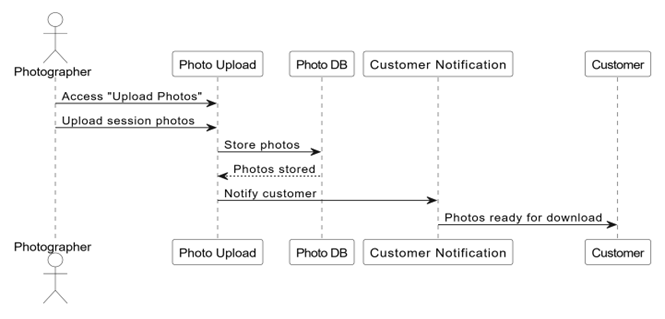 Photographer
Photo Upload
Photo DB
Customer Notification
Customer
Access "Upload Photos"
Upload session photos
Store photos
Photos stored
Notify customer
Photos ready for download
Photographer
Photo Upload
Photo DB
Customer Notification
Customer